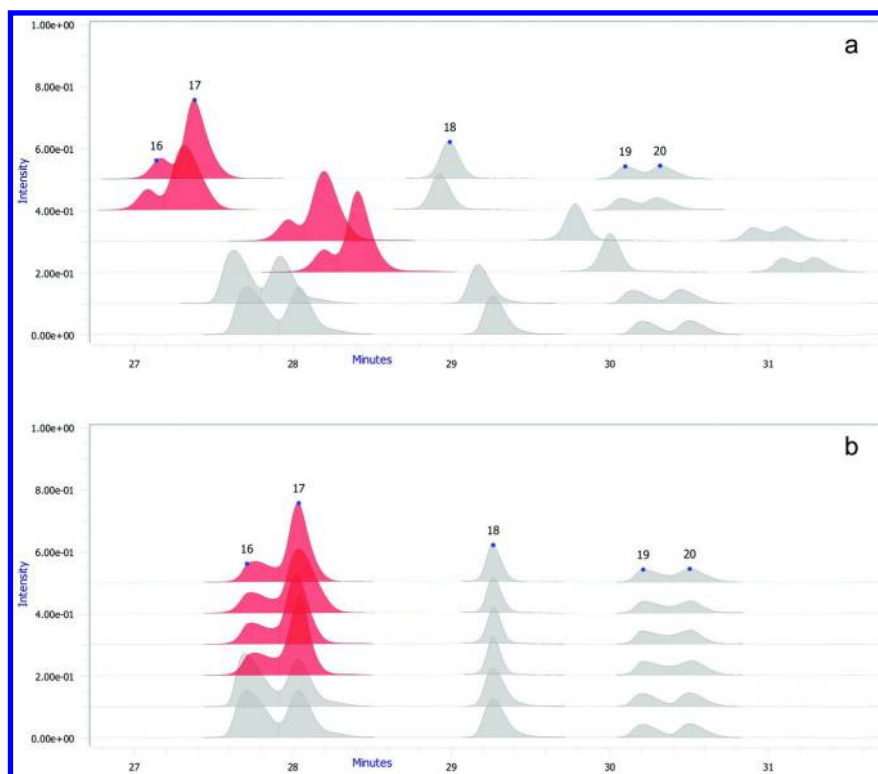 1.00e+00
a
8.00e-01
17
16
18
6.00e-01
19 20
Intensity
4.00e-01
2.00e-01
0.00e+00
27 28 29 30 31
Minutes
1.00e+00
b
8.00e-01
17
16
18
6.00e-01
19 20
Intensity
4.00e-01
2.00e-01
0.00e+00
27 28 29 30 31
Minutes